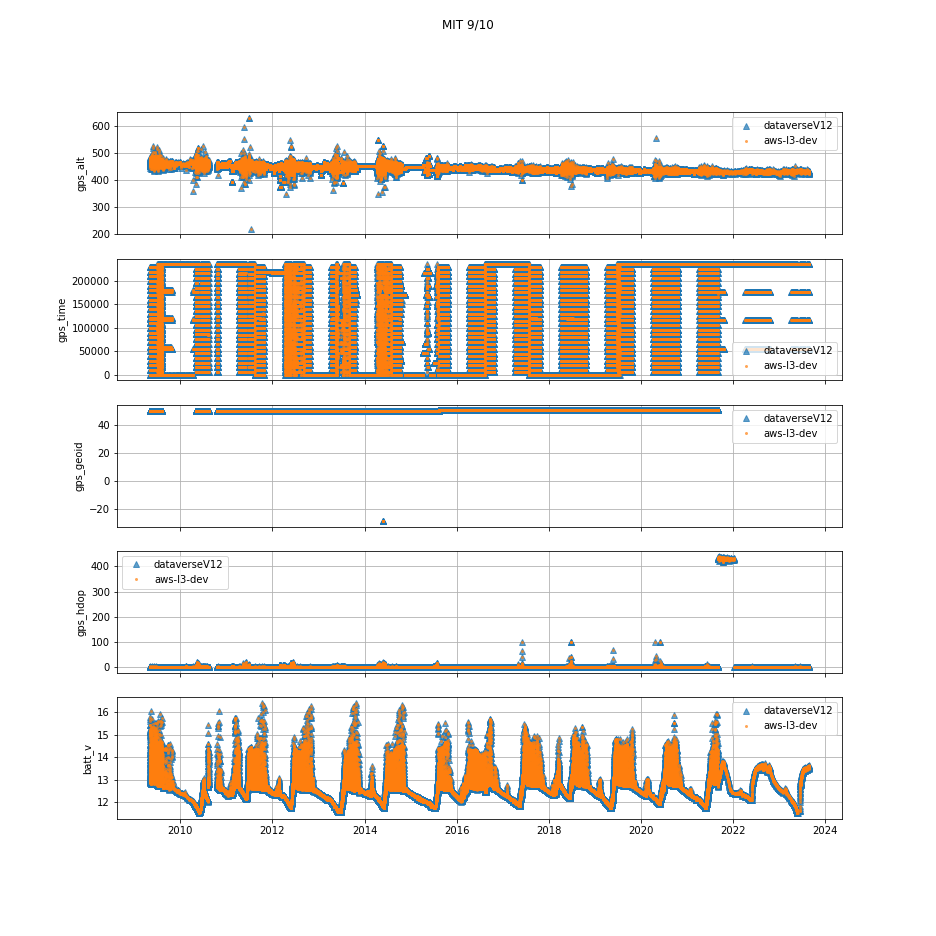 MIT 9/10
gps_alt
600
500
400
300
200
dataverseV12
aws-l3-dev
gps_time
200000
150000
100000
50000
0
dataverseV12
aws-l3-dev
gps_geoid
40
20
0
−20
dataverseV12
aws-l3-dev
gps_hdop
400
300
200
100
0
dataverseV12
aws-l3-dev
batt_v
16
15
14
13
12
dataverseV12
aws-l3-dev
2010 2012 2014 2016 2018 2020 2022 2024